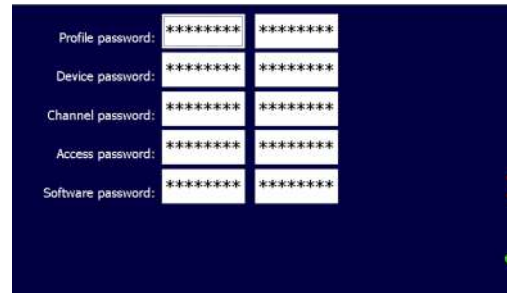 Profile password: ******** ********
Device password: ******** ********
Channel password: ******** ********
Access password: ******** ********
Software password: ******** ********